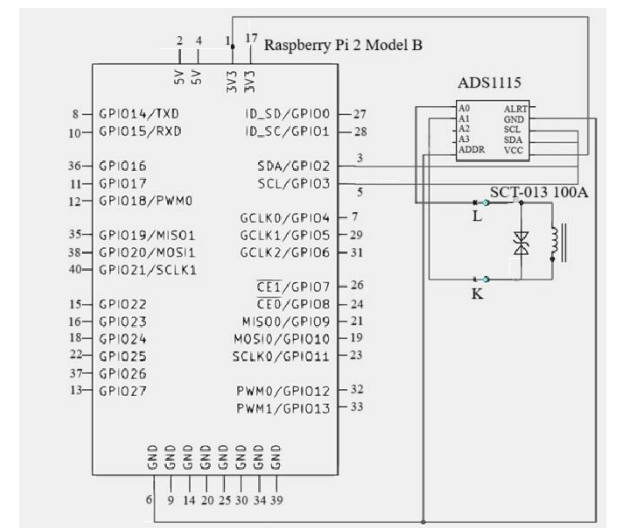 2 4 1 17 Raspberry Pi 2 Model B
5V 5V 3V3 3V3
ADS1115
A0 ALRT
A1 GND
A2 SCL
A3 SDA
ADDR VCC
8 GPIO14/TXD ID_SD/GPIO0 27
10 GPIO15/RXD ID_SC/GPIO1 28
36 GPIO16 SDA/GPIO2 3
11 GPIO17 SCL/GPIO3 5
12 GPIO18/PWM0
GCLK0/GPIO4 7
35 GPIO19/MISO1 GCLK1/GPIO5 29
38 GPIO20/MOSI1 GCLK2/GPIO6 31
40 GPIO21/SCLK1
CE1/GPIO7 26
15 GPIO22 CE0/GPIO8 24
16 GPIO23 MISO0/GPIO9 21
18 GPIO24 MOSI0/GPIO10 19
22 GPIO25 SCLK0/GPIO11 23
37 GPIO26
13 GPIO27 PWM0/GPIO12 32
PWM1/GPIO13 33
SCT-013 100A
L
K
GND GND GND GND GND GND GND GND
6 9 14 20 25 30 34 39